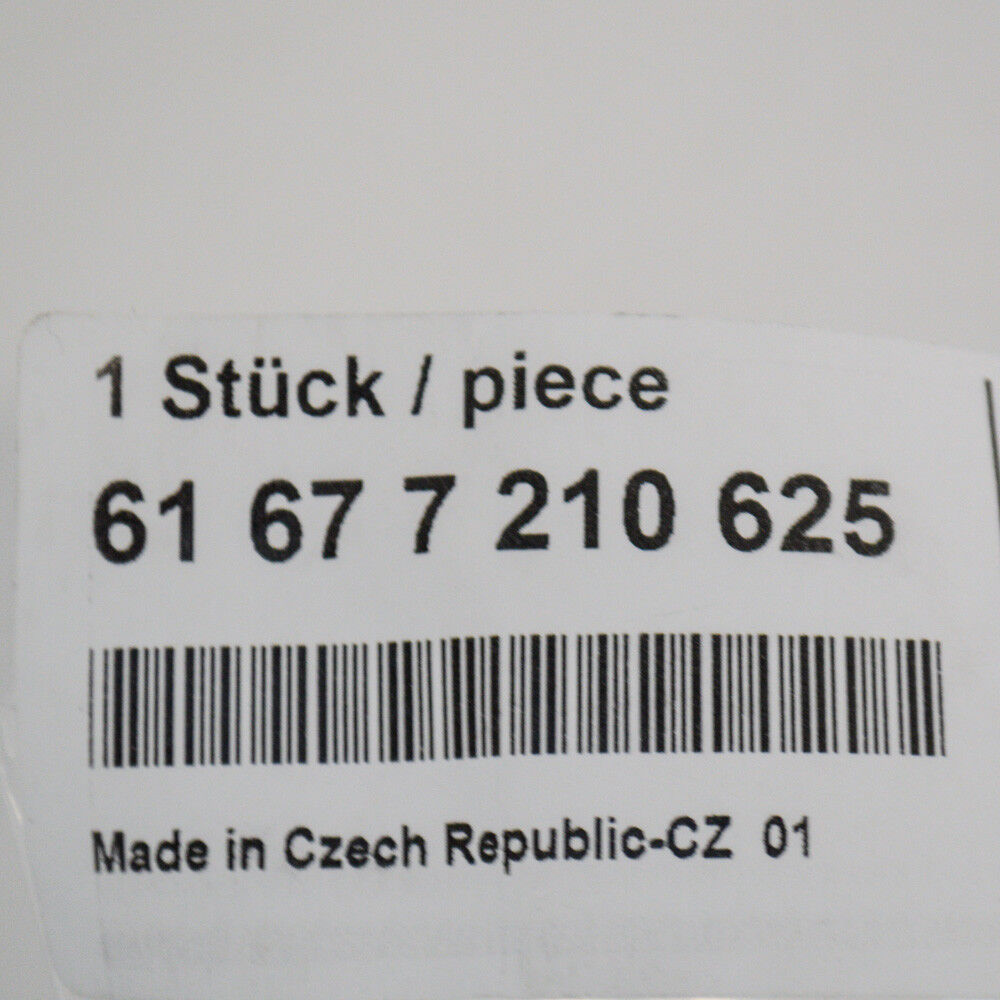 1 Stück / piece
61 67 7 210 625
Made in Czech Republic-CZ 01